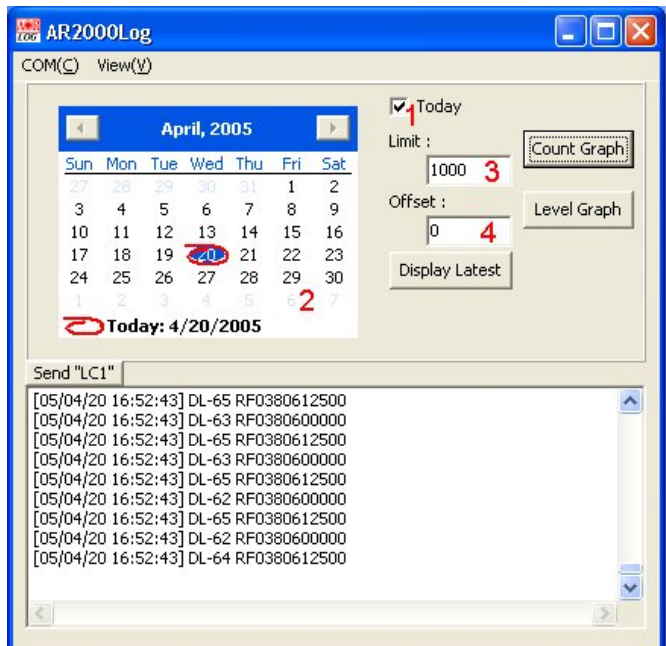 AR2000Log
COM(C) View(V)
April, 2005
Sun Mon Tue Wed Thu Fri Sat
27 28 29 30 31 1 2
3 4 5 6 7 8 9
10 11 12 13 14 15 16
17 18 19 20 21 22 23
24 25 26 27 28 29 30
1 2 3 4 5 6 7
2
Today: 4/20/2005
1
Today
Limit :
1000 3
Offset :
0 4
Display Latest
Count Graph
Level Graph
Send "LC1"
[05/04/20 16:52:43] DL-65 RF0380612500
[05/04/20 16:52:43] DL-63 RF0380600000
[05/04/20 16:52:43] DL-65 RF0380612500
[05/04/20 16:52:43] DL-63 RF0380600000
[05/04/20 16:52:43] DL-65 RF0380612500
[05/04/20 16:52:43] DL-62 RF0380600000
[05/04/20 16:52:43] DL-65 RF0380612500
[05/04/20 16:52:43] DL-62 RF0380600000
[05/04/20 16:52:43] DL-64 RF0380612500